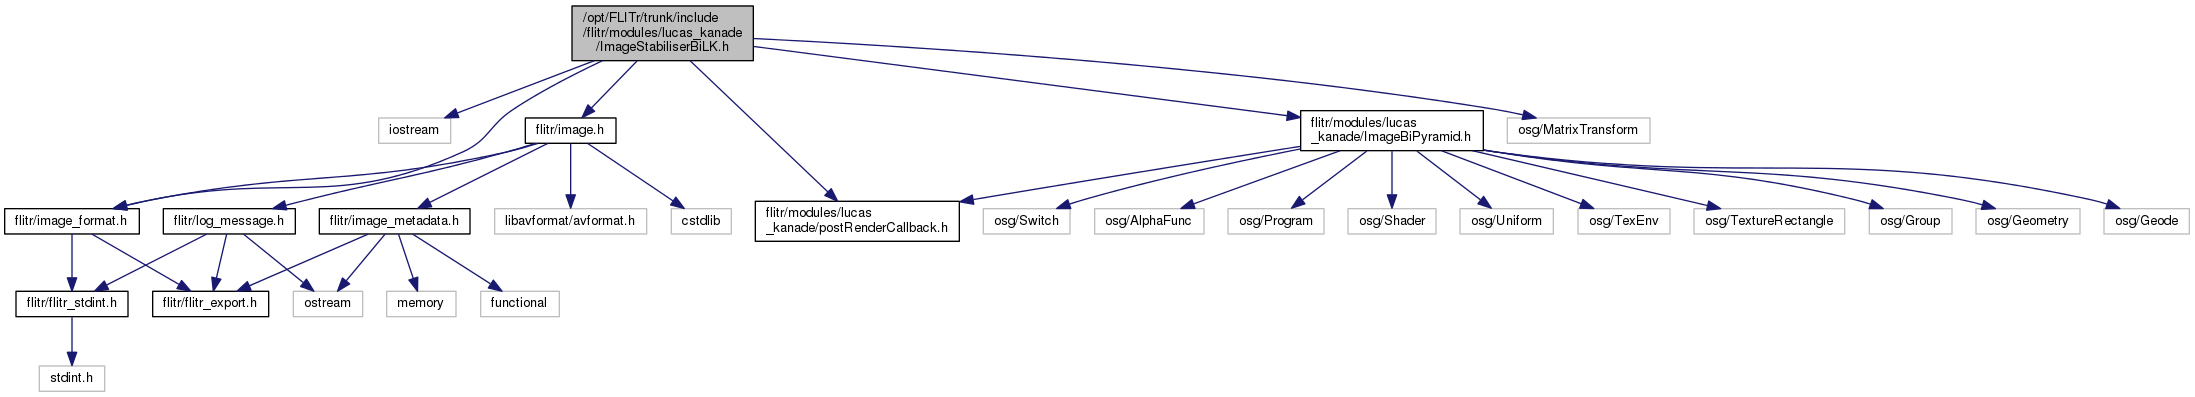 /opt/FLITr/trunk/include
/flitr/modules/lucas_kanade
/ImageStabiliserBiLK.h
iostream
flitr/image.h
flitr/modules/lucas
_kanade/ImageBiPyramid.h
osg/MatrixTransform
flitr/image_format.h
flitr/log_message.h
flitr/image_metadata.h
libavformat/avformat.h
cstdlib
flitr/modules/lucas
_kanade/postRenderCallback.h
osg/Switch
osg/AlphaFunc
osg/Program
osg/Shader
osg/Uniform
osg/TexEnv
osg/TextureRectangle
osg/Group
osg/Geometry
osg/Geode
flitr/flitr_stdint.h
flitr/flitr_export.h
ostream
memory
functional
stdint.h